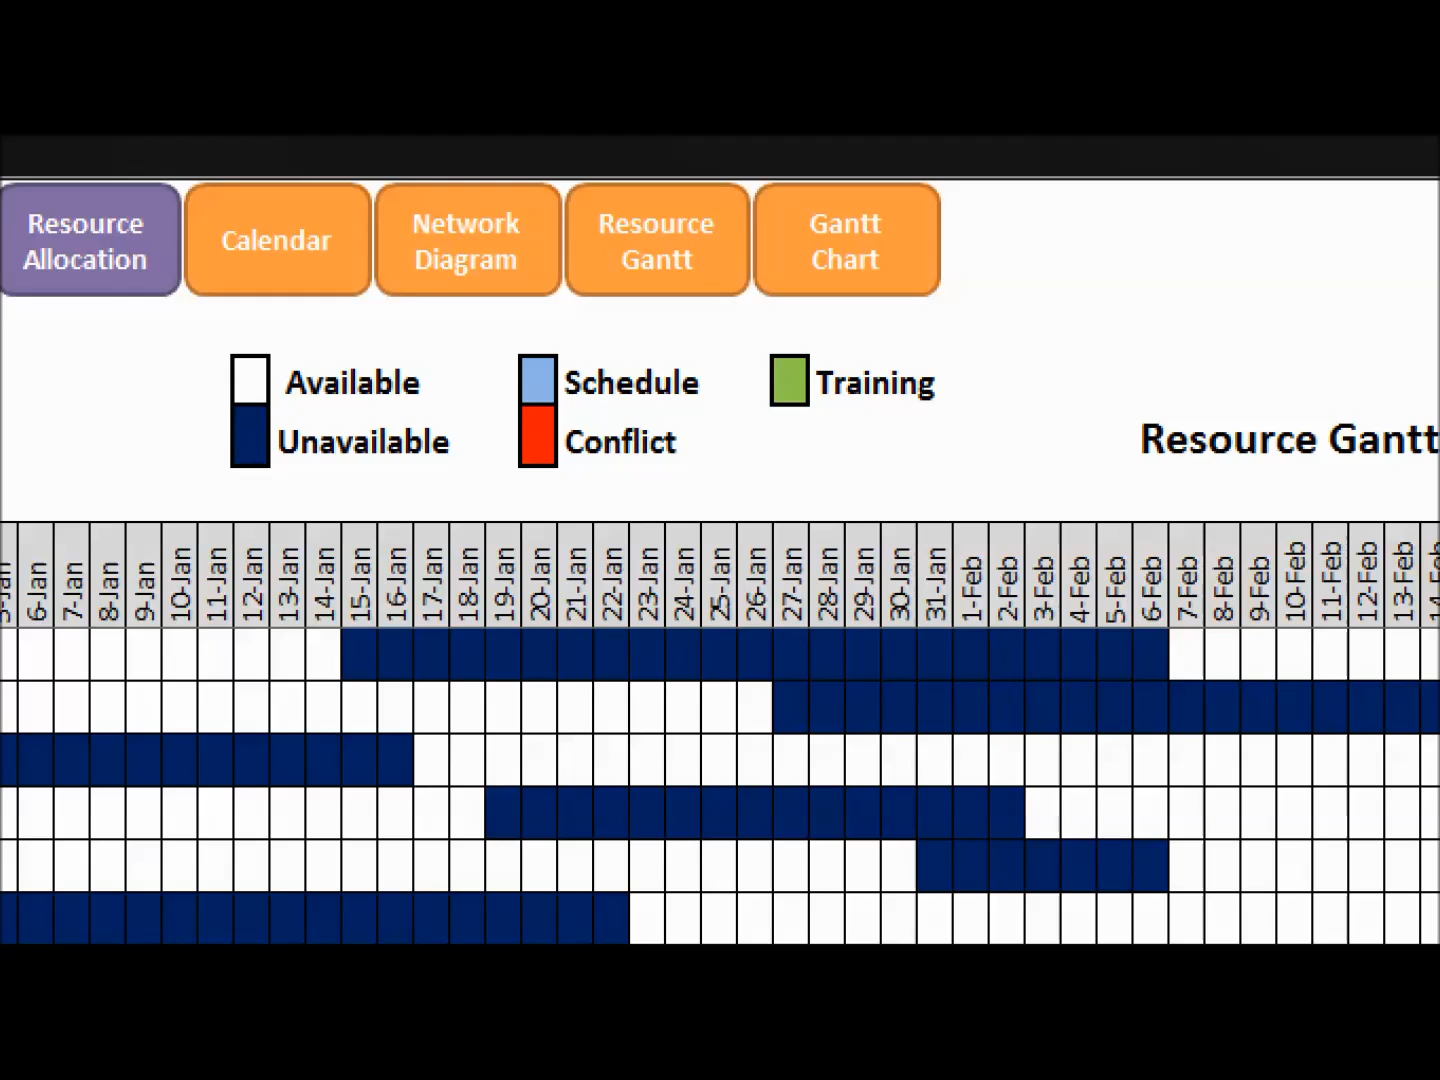 Resource
Allocation
Calendar
Network
Diagram
Resource
Gantt
Gantt
Chart
Available
Schedule
Training
Unavailable
Conflict
Resource Gantt
6-Jan
7-Jan
8-Jan
9-Jan
10-Jan
11-Jan
12-Jan
13-Jan
14-Jan
15-Jan
16-Jan
17-Jan
18-Jan
19-Jan
20-Jan
21-Jan
22-Jan
23-Jan
24-Jan
25-Jan
26-Jan
27-Jan
28-Jan
29-Jan
30-Jan
31-Jan
1-Feb
2-Feb
3-Feb
4-Feb
5-Feb
6-Feb
7-Feb
8-Feb
9-Feb
10-Feb
11-Feb
12-Feb
13-Feb